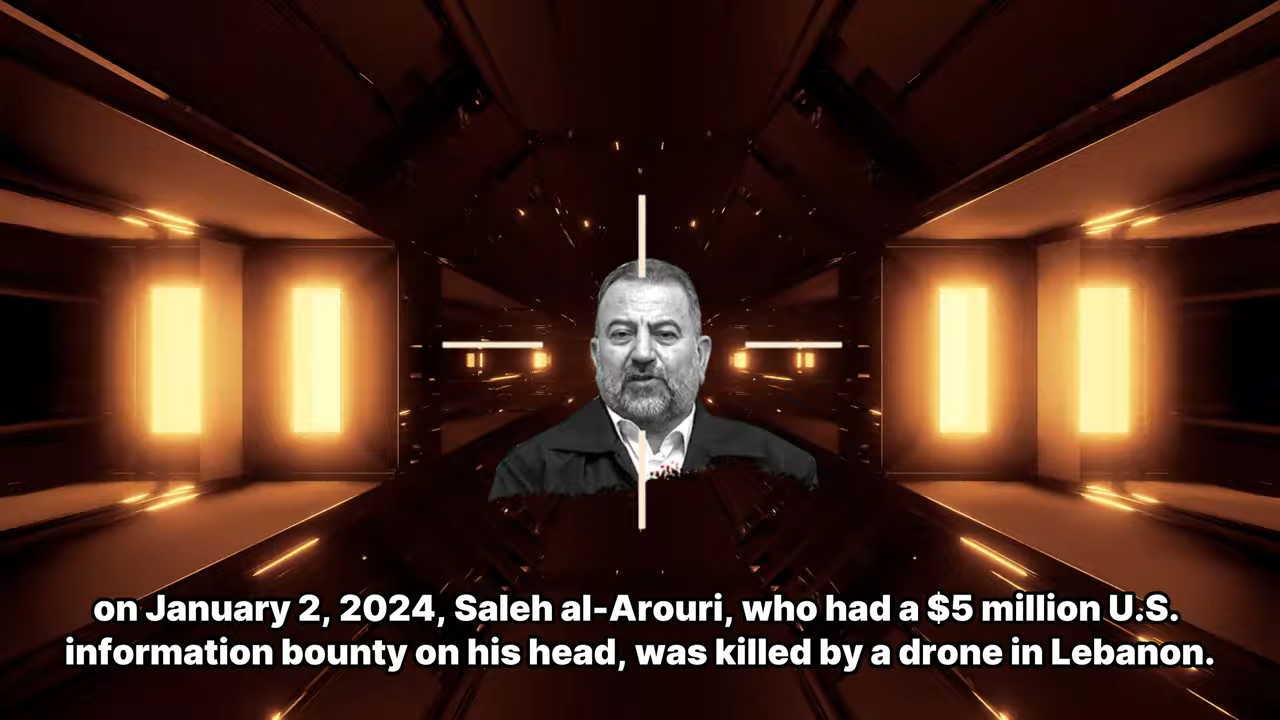 on January 2, 2024, Saleh al-Arouri, who had a $5 million U.S.
information bounty on his head, was killed by a drone in Lebanon.